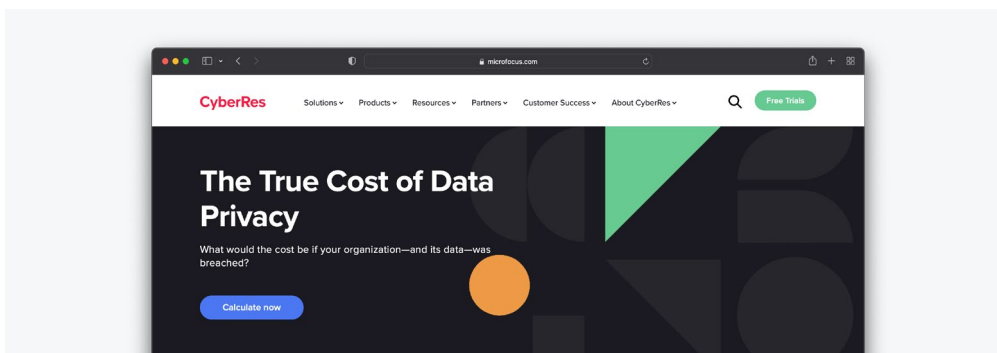 microfocus.com
CyberRes
Solutions Products Resources Partners Customer Success About CyberRes
Free Trials
The True Cost of Data
Privacy
What would the cost be if your organization—and its data—was
breached?
Calculate now